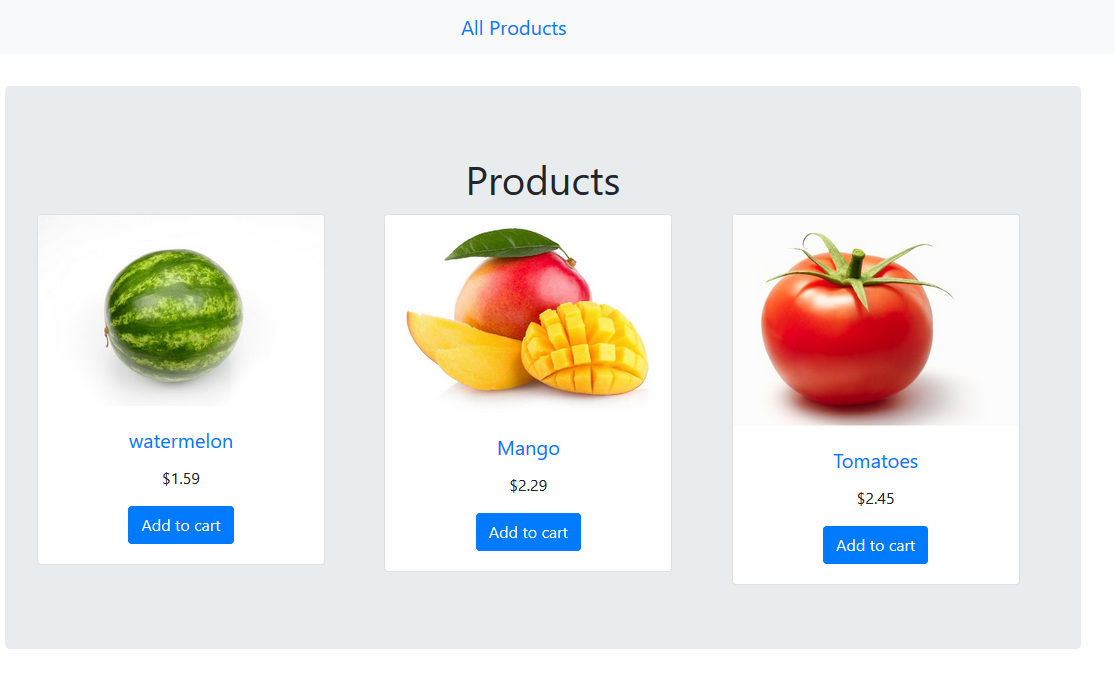 All Products
Products
watermelon
$1.59
Add to cart
Mango
$2.29
Add to cart
Tomatoes
$2.45
Add to cart